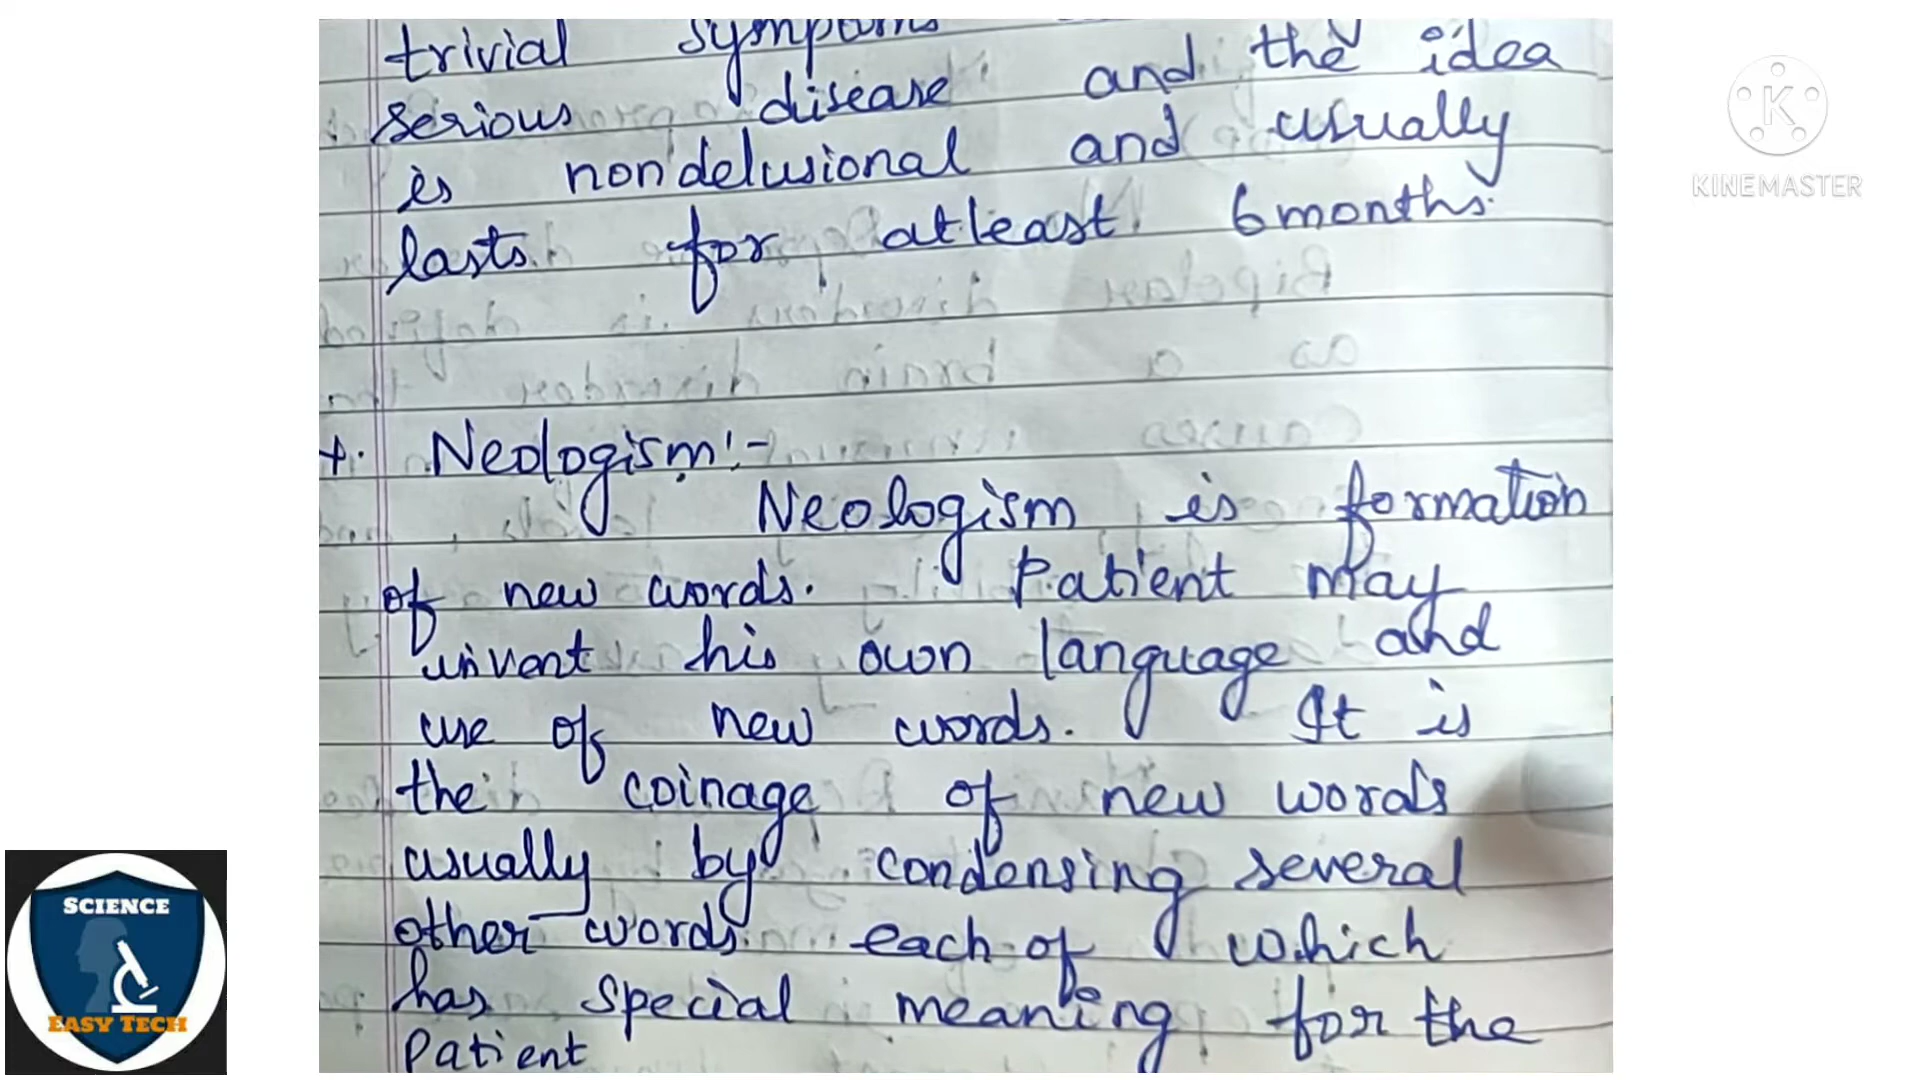 trivial symptoms
serious disease and the idea
is nondelusional and usually
lasts for atleast 6 months.
+. Neologism:-
Neologism is formation
of new words. Patient may
invent his own language and
use of new words. It is
the coinage of new words
usually by condensing several
other words each of which
has special meaning for the
Patient
KINEMASTER
SCIENCE
EASY TECH